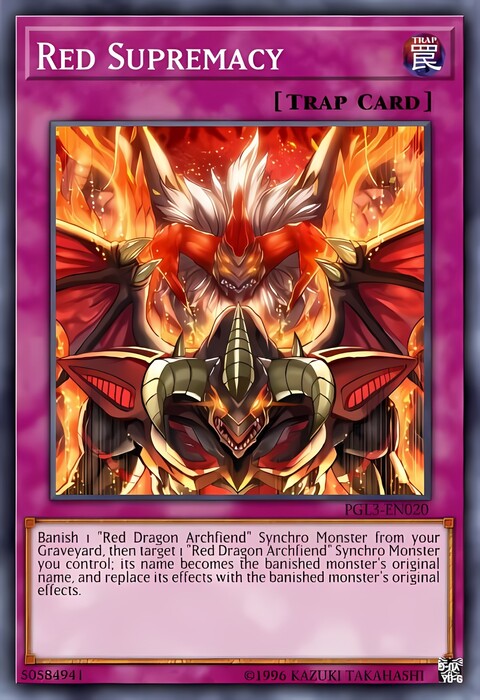 RED SUPREMACY
TRAP
罠
[TRAP CARD]
PGL3-EN020
Banish 1 "Red Dragon Archfiend" Synchro Monster from your
Graveyard, then target 1 "Red Dragon Archfiend" Synchro Monster
you control; its name becomes the banished monster's original
name, and replace its effects with the banished monster's original
effects.
50584941
©1996 KAZUKI TAKAHASHI